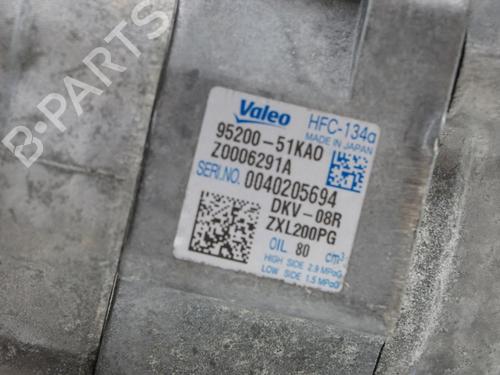 B-PARTS
Valeo HFC-134a
MADE IN JAPAN
95200-51KA0
Z0006291A
SERI.NO. 0040205694
DKV-08R
ZXL200PG
OIL 80 cm³
HIGH SIDE 2.9 MPaG
LOW SIDE 1.5 MPaG